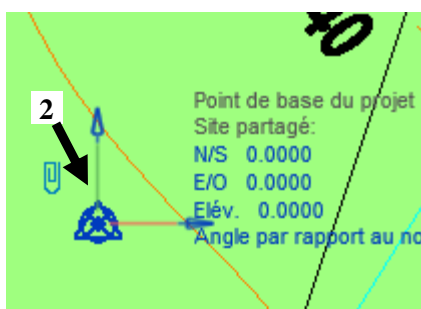 40
2
Point de base du projet
Site partagé:
N/S 0.0000
E/O 0.0000
Elév. 0.0000
Angle par rapport au no